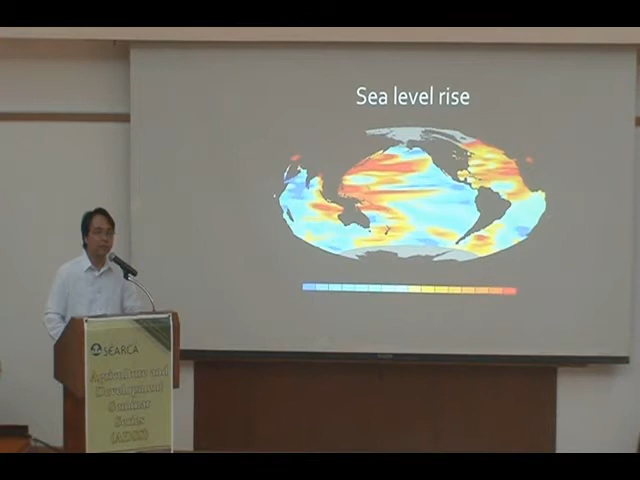 Sea level rise
SEARCA
Agriculture and
Development
Seminar
Series
(ADSS)